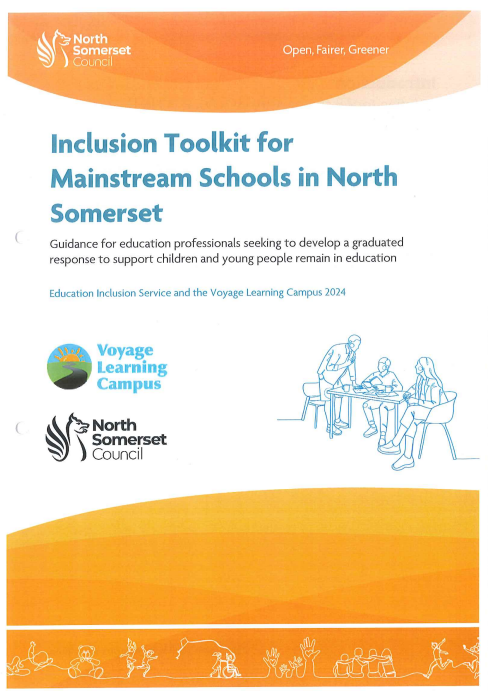 North
Somerset
Council
Open, Fairer, Greener
Inclusion Toolkit for
Mainstream Schools in North
Somerset
Guidance for education professionals seeking to develop a graduated
response to support children and young people remain in education
Education Inclusion Service and the Voyage Learning Campus 2024
Voyage
Learning
Campus
North
Somerset
Council